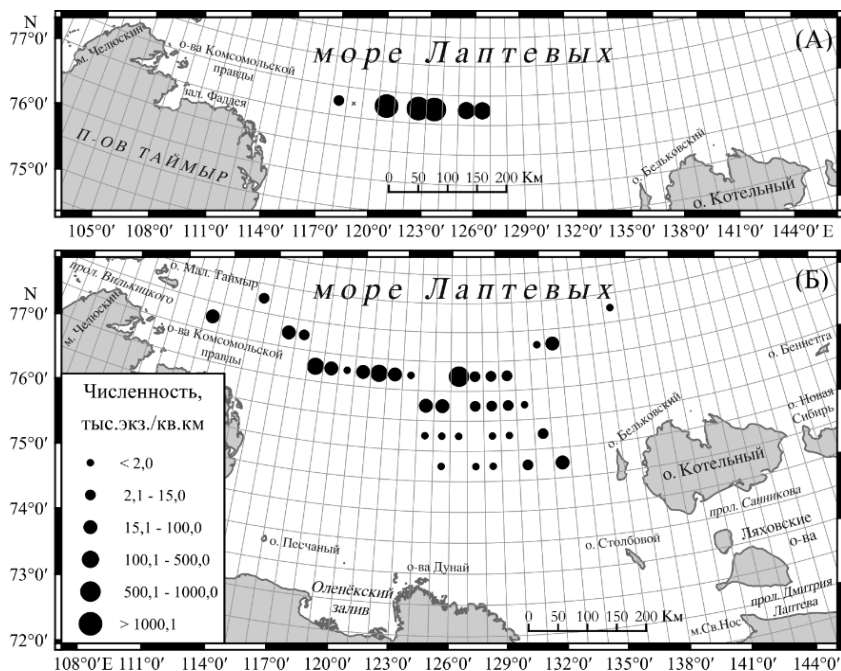 N
77°0'
76°0'
75°0'
море Лаптевых
(А)
м. Челюскин
о-ва Комсомольской
правды
зал. Фаддея
П-ОВ ТАЙМЫР
о. Бельковский
о. Котельный
0 50 100 150 200 Км
105°0' 108°0' 111°0' 114°0' 117°0' 120°0' 123°0' 126°0' 129°0' 132°0' 135°0' 138°0' 141°0' 144°0' E
N
77°0'
76°0'
75°0'
74°0'
73°0'
72°0'
море Лаптевых
(Б)
прол. Вилькицкого
о. Мал. Таймыр
м. Челюскин
о-ва Комсомольской
правды
о. Беннетта
о. Новая
Сибирь
о. Бельковский
о. Котельный
прол. Санникова
Ляховские
о-ва
о. Столбовой
прол. Дмитрия
Лаптева
м.Св.Нос
о. Песчаный
о-ва Дунай
Оленёкский
залив
Численность,
тыс.экз./кв.км
< 2,0
2,1 - 15,0
15,1 - 100,0
100,1 - 500,0
500,1 - 1000,0
> 1000,1
0 50 100 150 200 Км
108°0' E 111°0' 114°0' 117°0' 120°0' 123°0' 126°0' 129°0' 132°0' 135°0' 138°0' 141°0' 144°0'